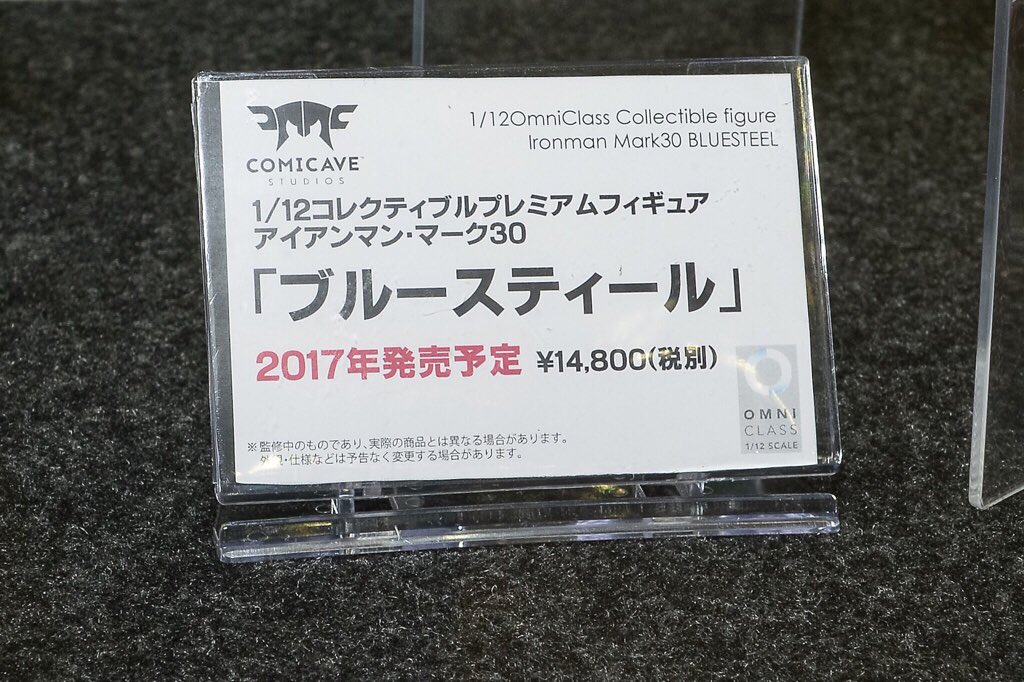 COMICAVE
STUDIOS
1/12OmniClass Collectible figure
Ironman Mark30 BLUESTEEL
1/12コレクティブルプレミアムフィギュア
アイアンマン・マーク30
「ブルースティール」
2017年発売予定 ¥14,800(税別)
※監修中のものであり、実際の商品とは異なる場合があります。
外観・仕様などは予告なく変更する場合があります。
OMNI
CLASS
1/12 SCALE